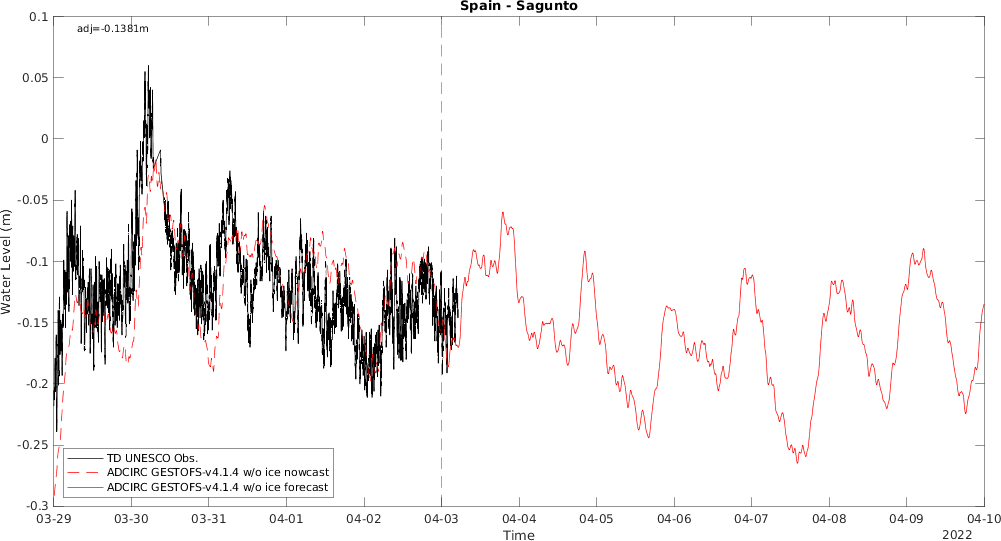 Spain - Sagunto
adj=-0.1381m
0.1
0.05
0
-0.05
-0.1
-0.15
-0.2
-0.25
-0.3
Water Level (m)
TD UNESCO Obs.
ADCIRC GESTOFS-v4.1.4 w/o ice nowcast
ADCIRC GESTOFS-v4.1.4 w/o ice forecast
03-29 03-30 03-31 04-01 04-02 04-03 04-04 04-05 04-06 04-07 04-08 04-09 04-10
Time
2022